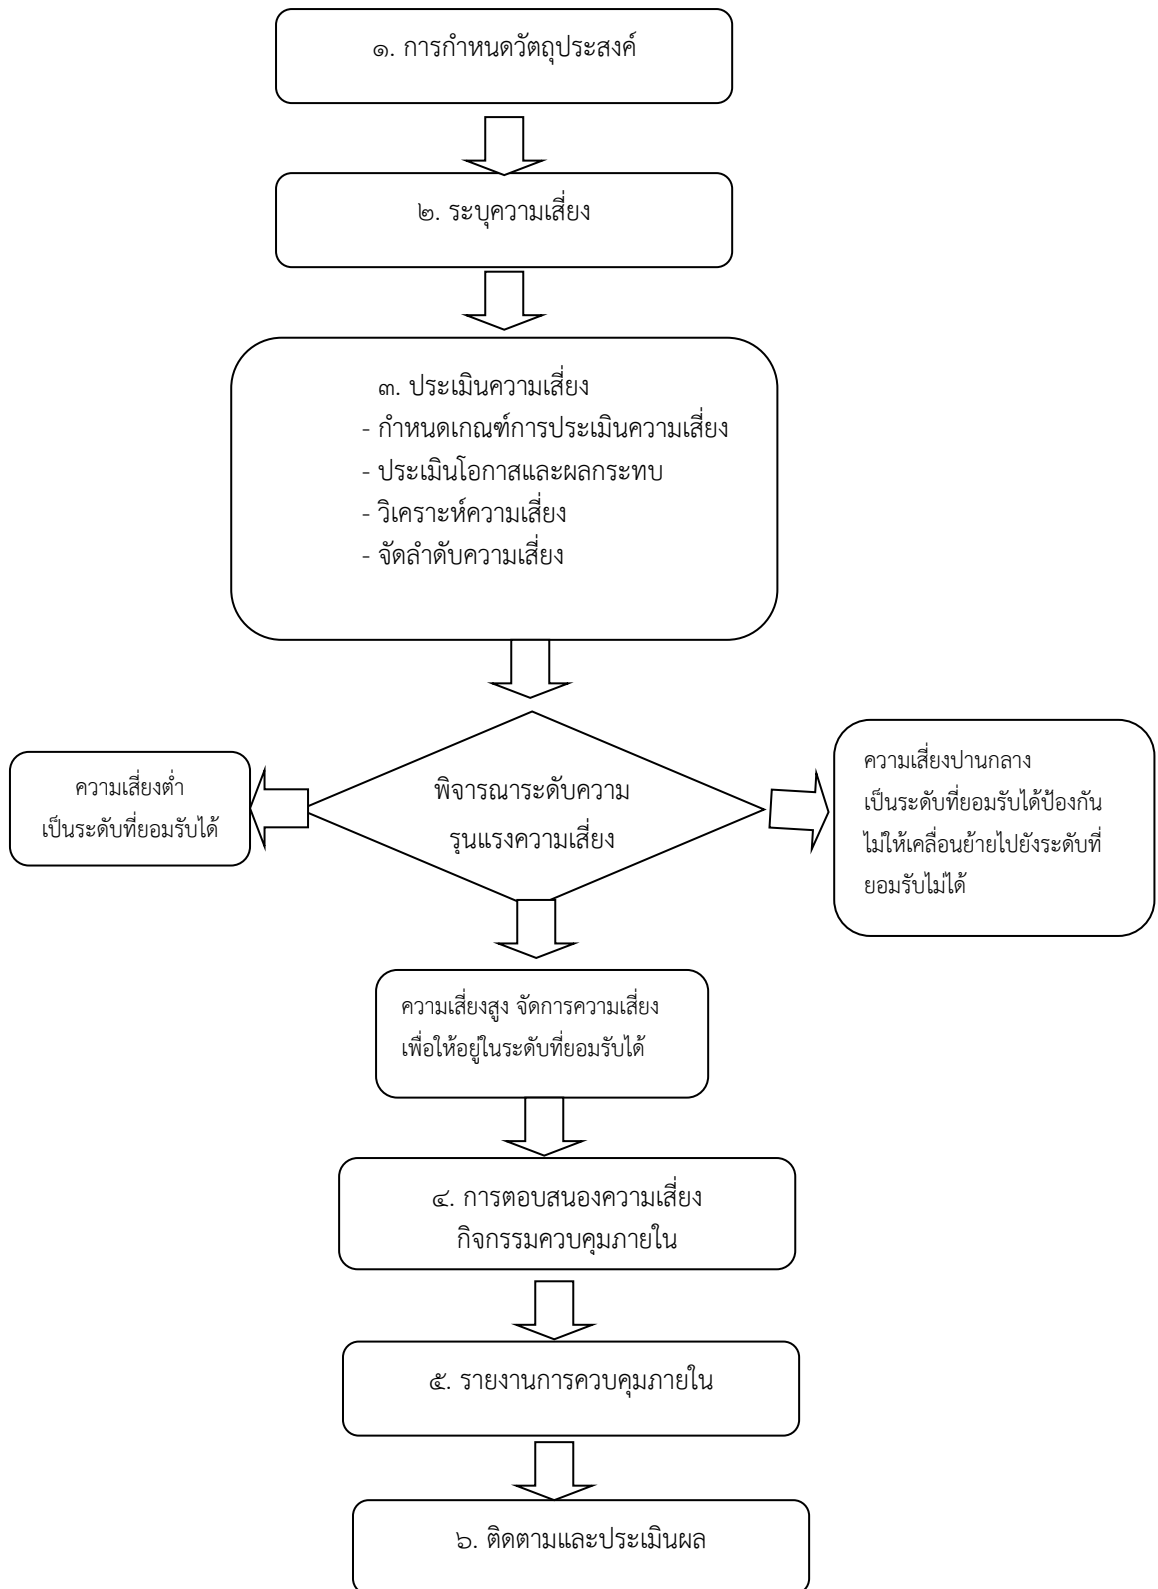 ๑. การกำหนดวัตถุประสงค์
๒. ระบุความเสี่ยง
๓. ประเมินความเสี่ยง
- กำหนดเกณฑ์การประเมินความเสี่ยง
- ประเมินโอกาสและผลกระทบ
- วิเคราะห์ความเสี่ยง
- จัดลำดับความเสี่ยง
พิจารณาระดับความ
รุนแรงความเสี่ยง
ความเสี่ยงต่ำ
เป็นระดับที่ยอมรับได้
ความเสี่ยงปานกลาง
เป็นระดับที่ยอมรับได้ป้องกัน
ไม่ให้เคลื่อนย้ายไปยังระดับที่
ยอมรับไม่ได้
ความเสี่ยงสูง จัดการความเสี่ยง
เพื่อให้อยู่ในระดับที่ยอมรับได้
๔. การตอบสนองความเสี่ยง
กิจกรรมควบคุมภายใน
๕. รายงานการควบคุมภายใน
๖. ติดตามและประเมินผล